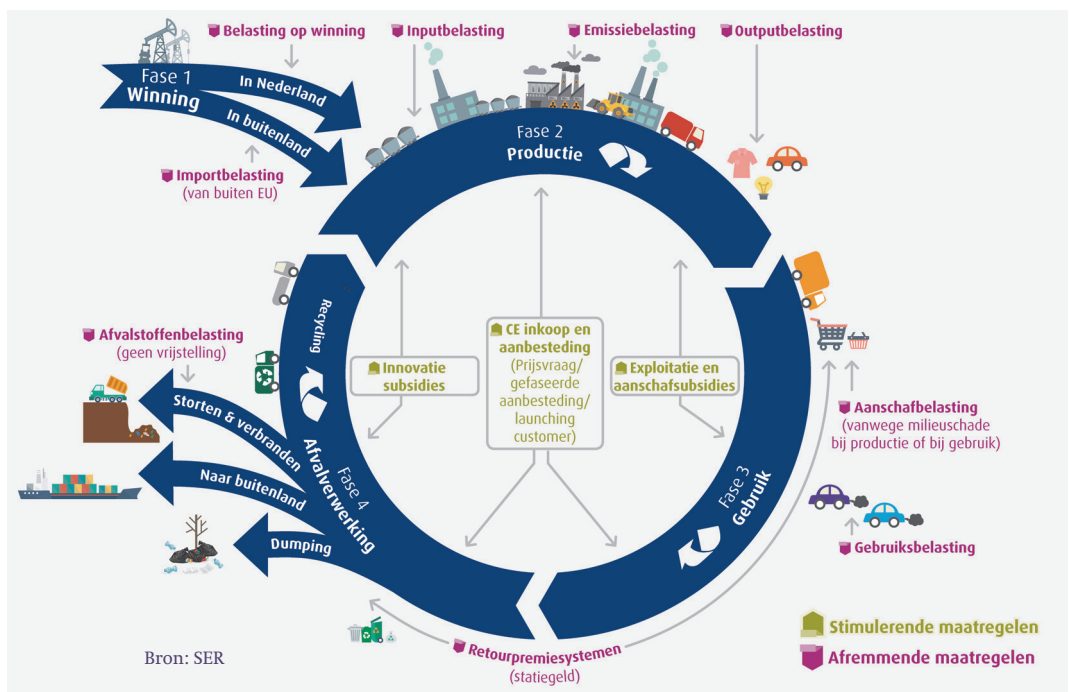 Belasting op winning
Inputbelasting
Emissiebelasting
Outputbelasting
Fase 1
Winning
In Nederland
In buitenland
Importbelasting
(van buiten EU)
Fase 2
Productie
Recycling
Afvalstoffenbelasting
(geen vrijstelling)
Storten & verbranden
Naar buitenland
Dumping
Fase 4
Afvalverwerking
Innovatie
subsidies
CE inkoop en
aanbesteding
(Prijsvraag/
gefaseerde
aanbesteding/
launching
customer)
Exploitatie en
aanschafsubsidies
Fase 3
Gebruik
Aanschafbelasting
(vanwege milieuschade
bij productie of bij gebruik)
Gebruiksbelasting
Retourpremiesystemen
(statiegeld)
Stimulerende maatregelen
Afremmende maatregelen
Bron: SER